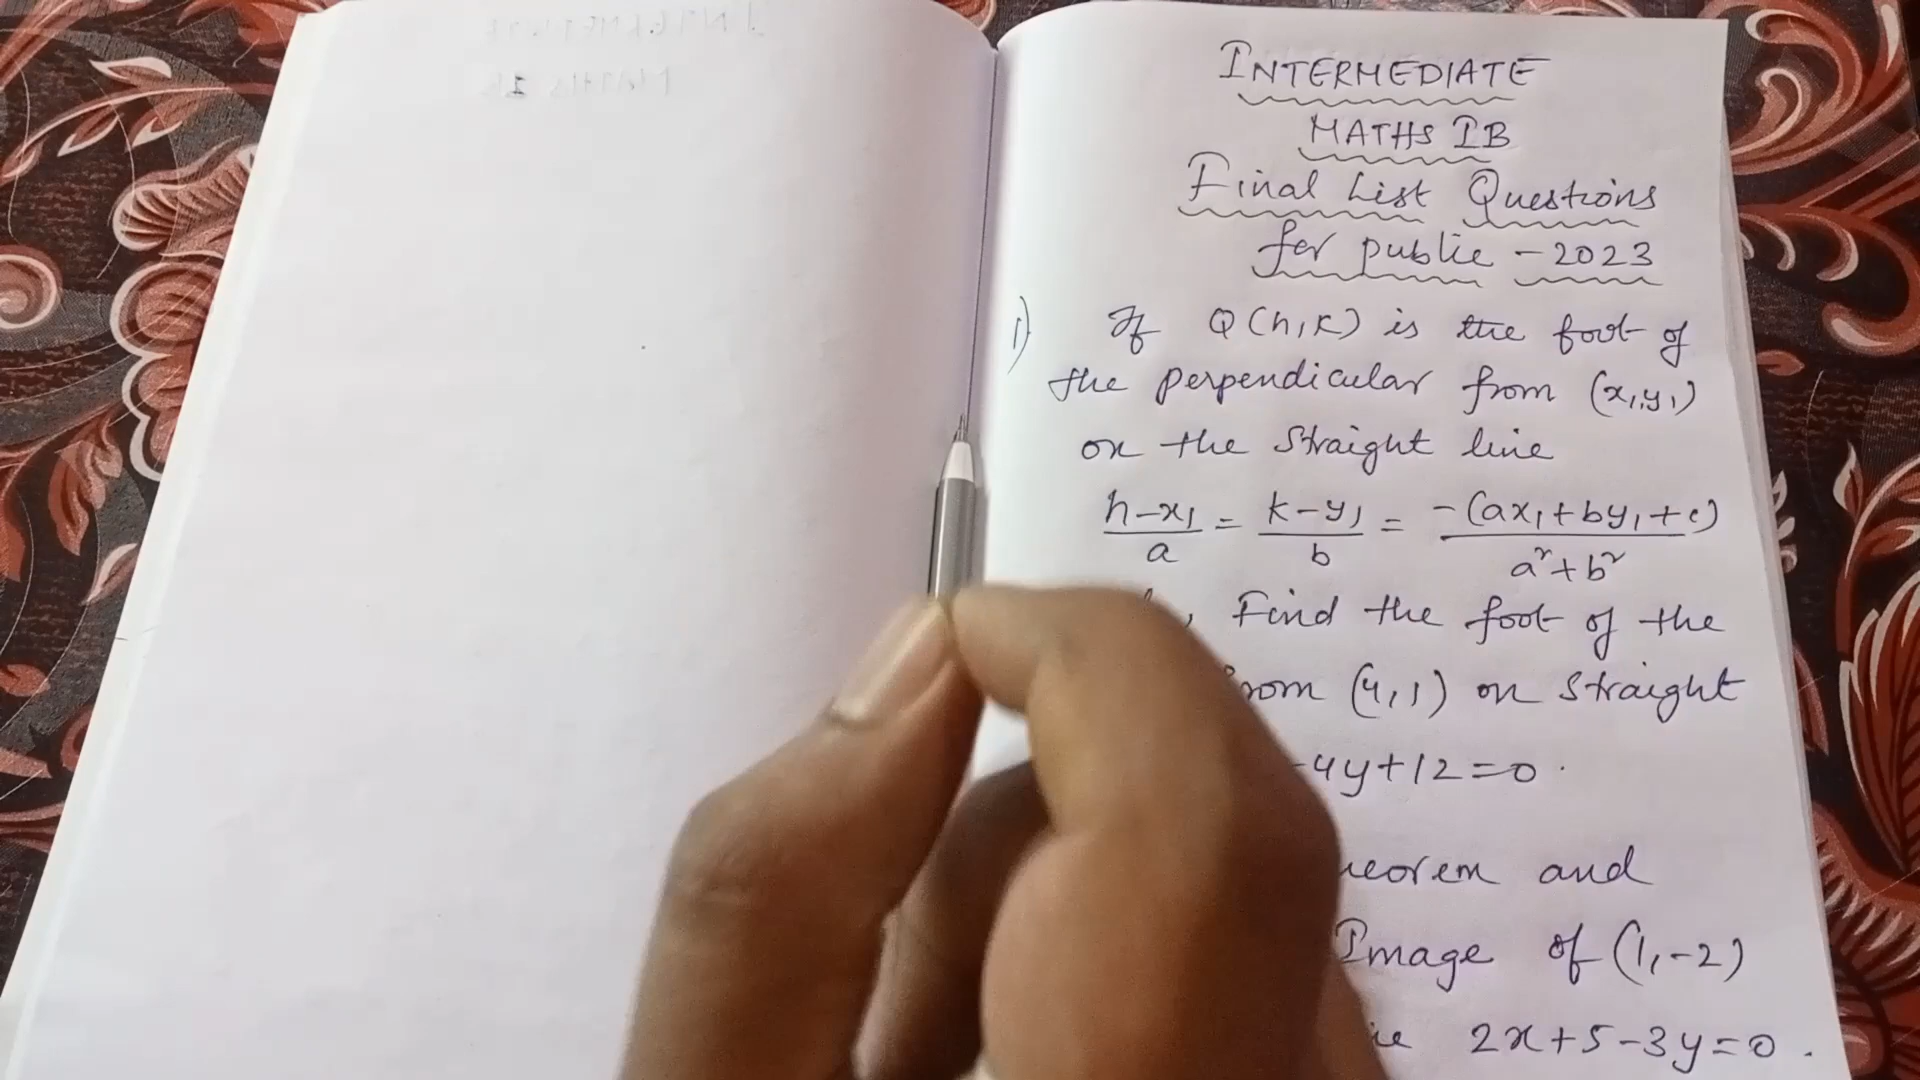 INTERMEDIATE
MATHS IB
Final List Questions
for public - 2023
1) If Q(h,k) is the foot of
the perpendicular from (x₁,y₁)
on the straight line
h-x₁/a = k-y₁/b = -(ax₁+by₁+c)/a²+b²
, Find the foot of the
from (4,1) on straight
-4y+12=0.
and
Image of (1,-2)
2x+5-3y=0.